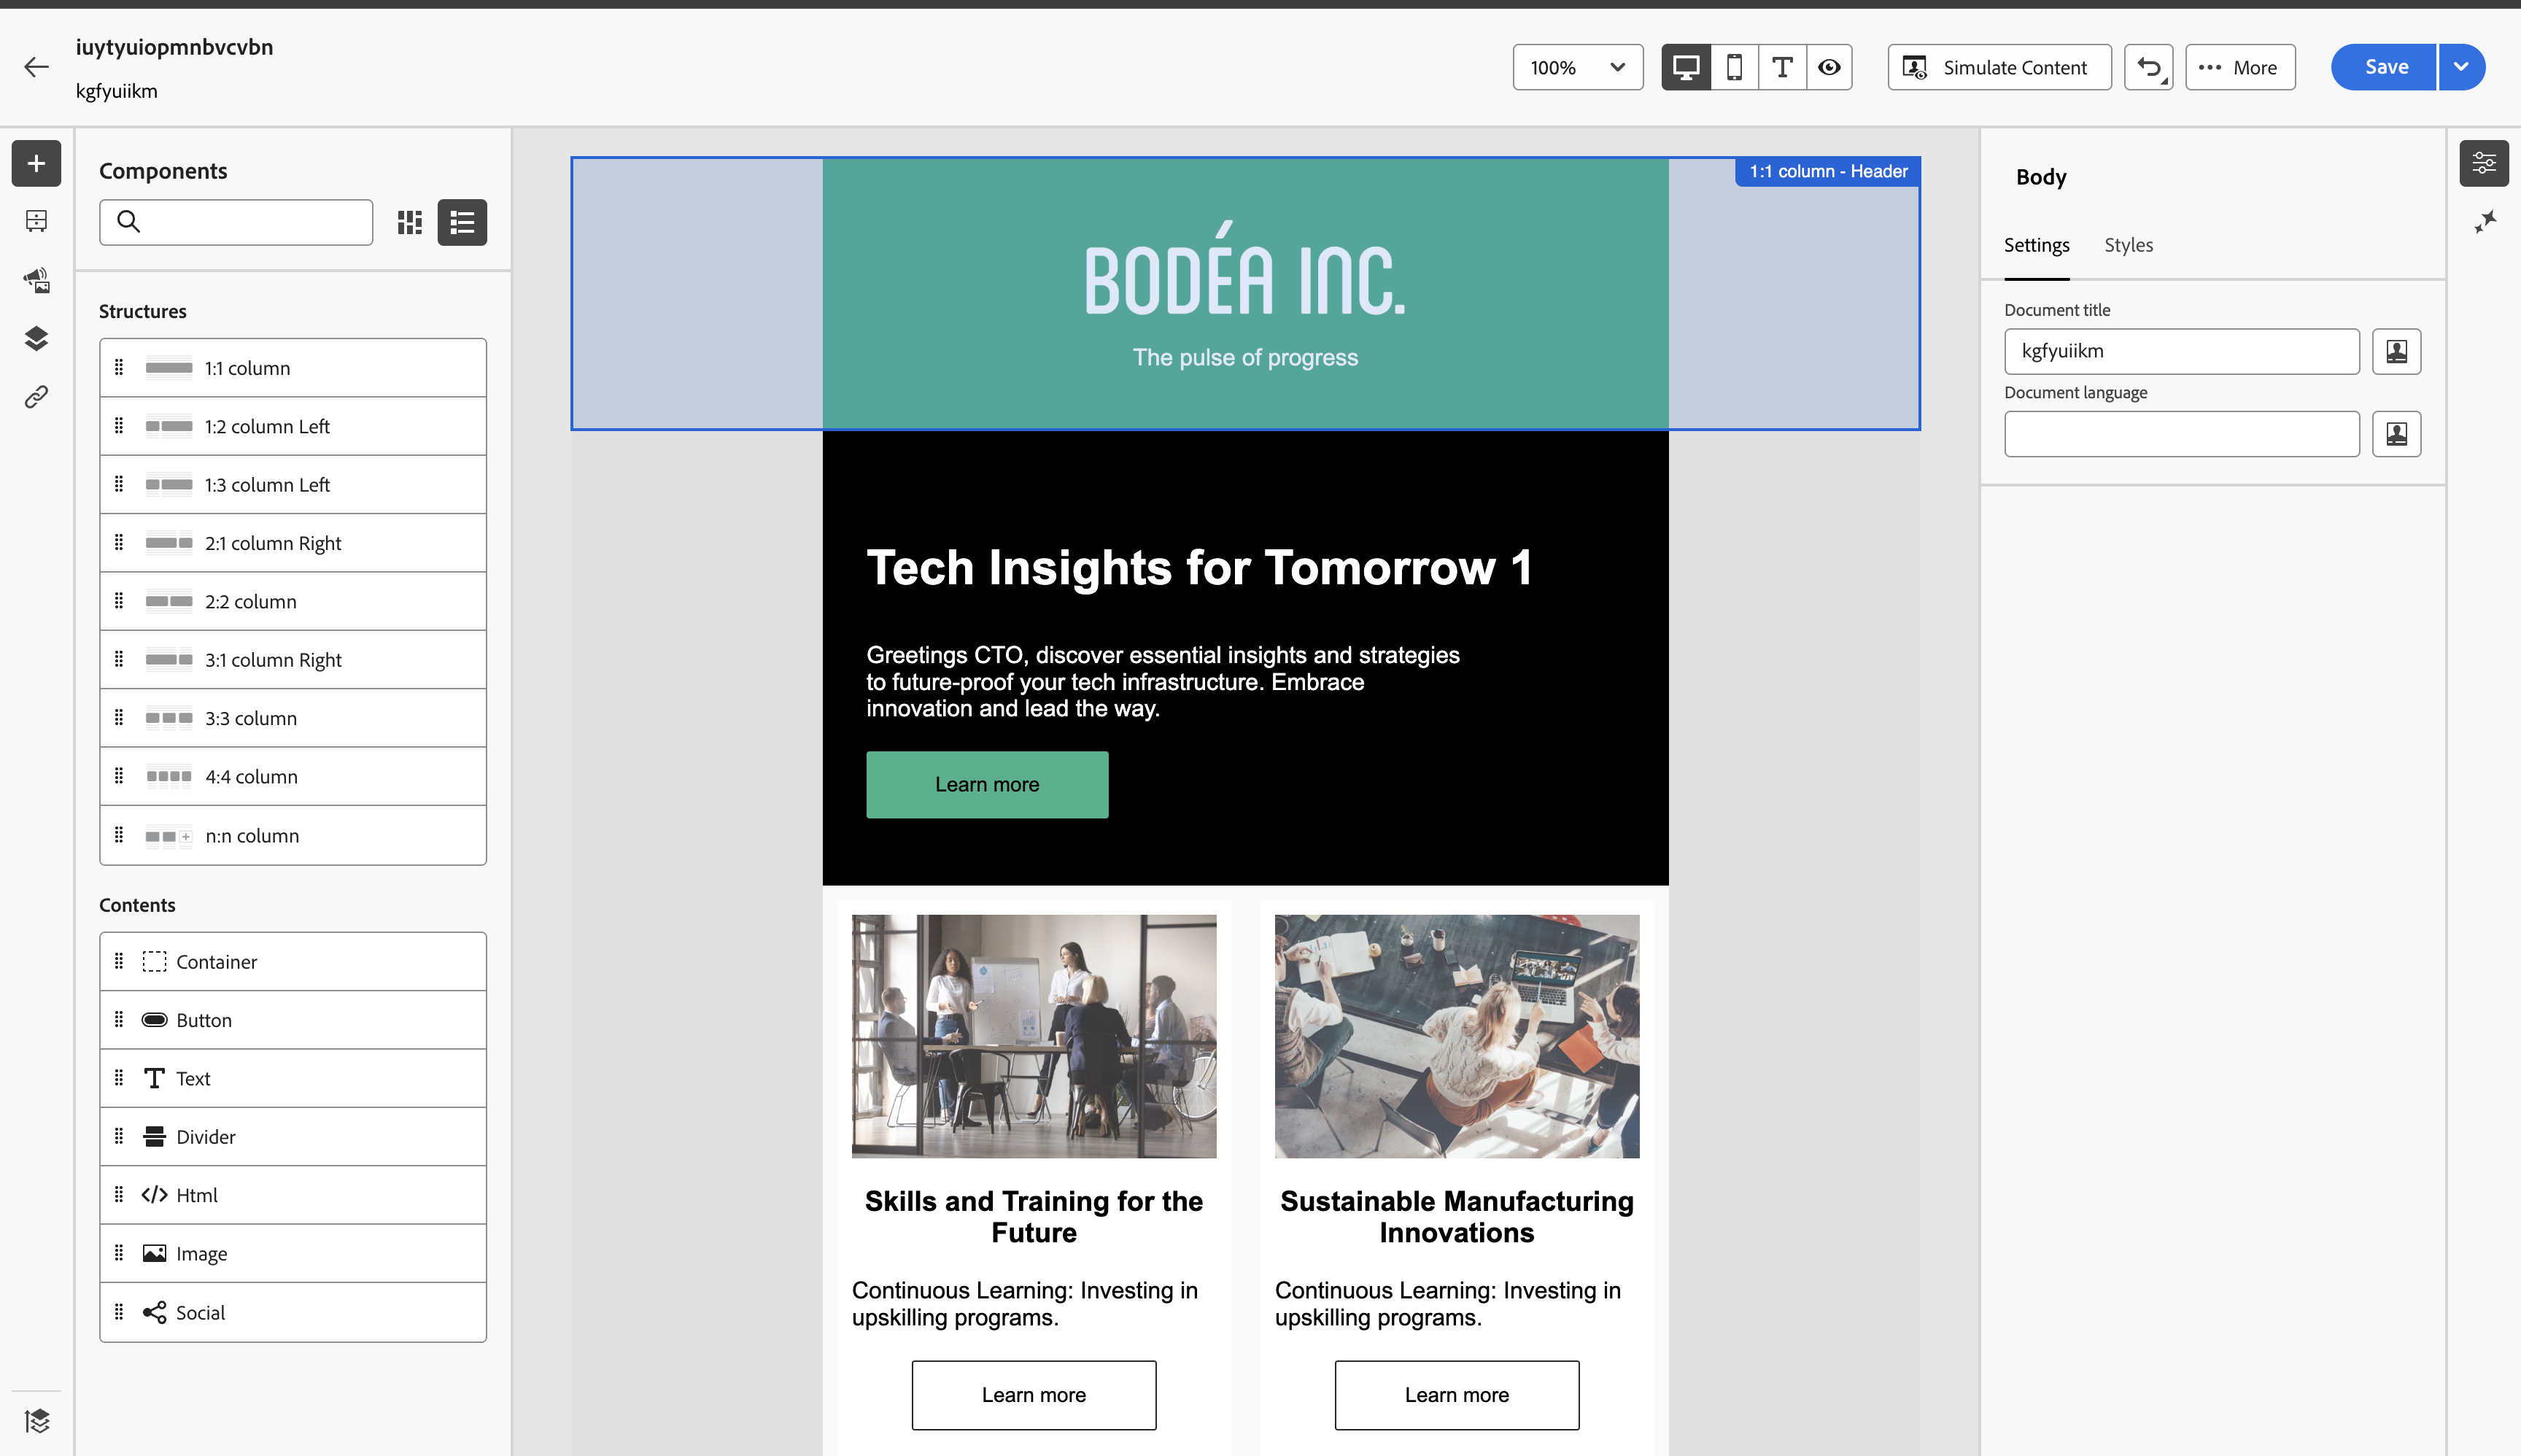 iuytyuiopmnbvcvbn
kgfyuiikm
100%
Simulate Content
More
Save
Components
Structures
1:1 column
1:2 column Left
1:3 column Left
2:1 column Right
2:2 column
3:1 column Right
3:3 column
4:4 column
n:n column
Contents
Container
Button
Text
Divider
Html
Image
Social
1:1 column - Header
BODÉA INC.
The pulse of progress
Tech Insights for Tomorrow 1
Greetings CTO, discover essential insights and strategies
to future-proof your tech infrastructure. Embrace
innovation and lead the way.
Learn more
Skills and Training for the
Future
Continuous Learning: Investing in
upskilling programs.
Learn more
Sustainable Manufacturing
Innovations
Continuous Learning: Investing in
upskilling programs.
Learn more
Body
Settings
Styles
Document title
kgfyuiikm
Document language